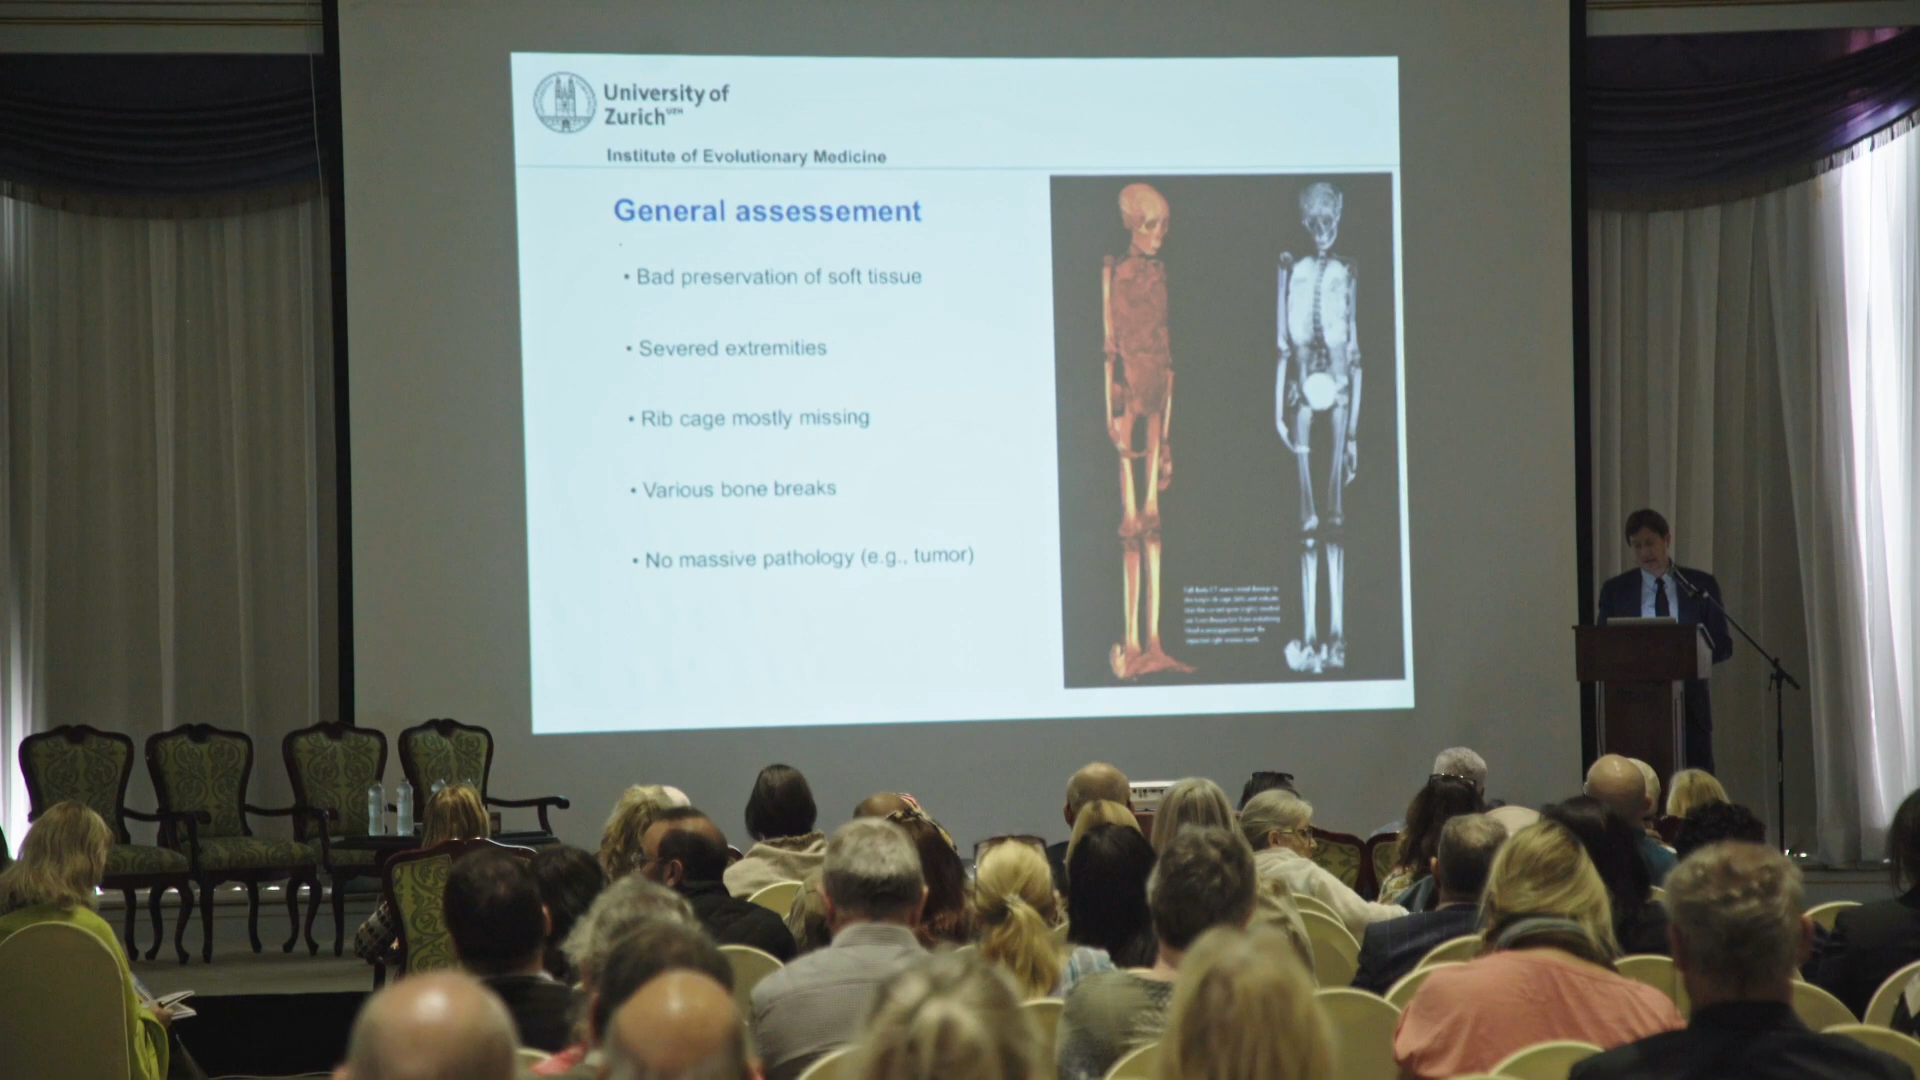 University of
Zurich UZH
Institute of Evolutionary Medicine
General assessement
• Bad preservation of soft tissue
• Severed extremities
• Rib cage mostly missing
• Various bone breaks
• No massive pathology (e.g., tumor)